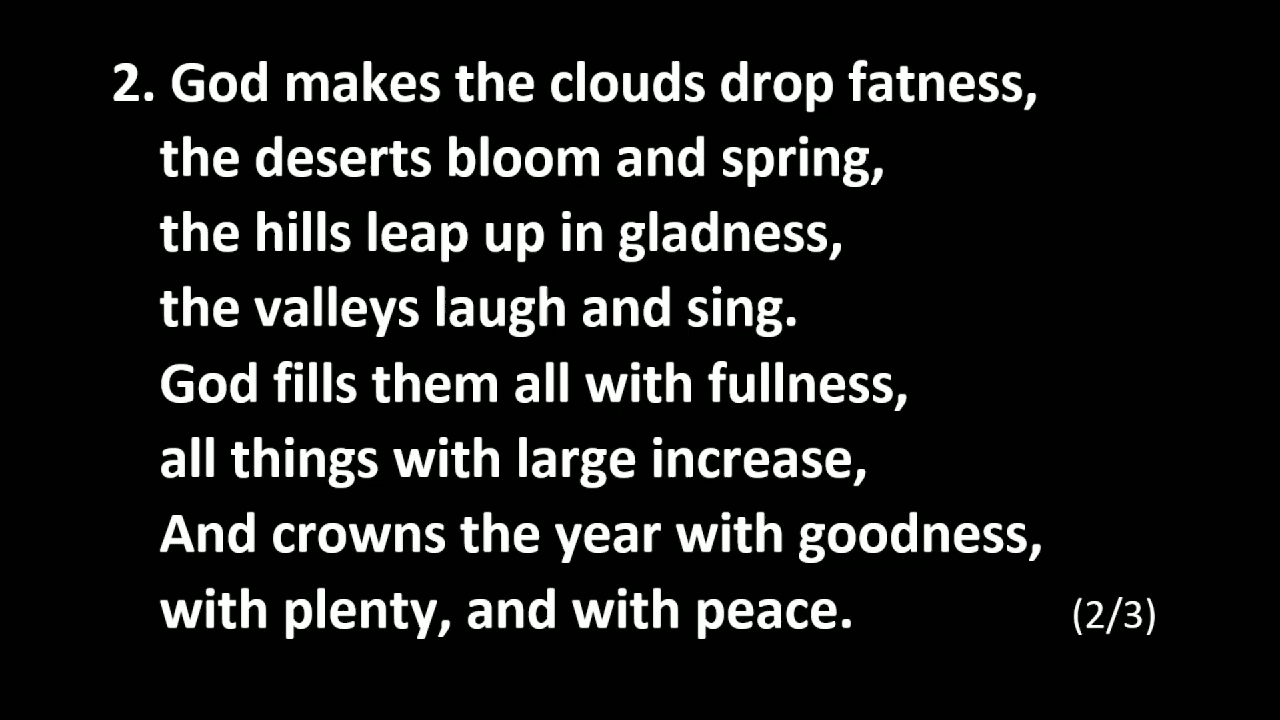 2. God makes the clouds drop fatness,
the deserts bloom and spring,
the hills leap up in gladness,
the valleys laugh and sing.
God fills them all with fullness,
all things with large increase,
And crowns the year with goodness,
with plenty, and with peace. (2/3)